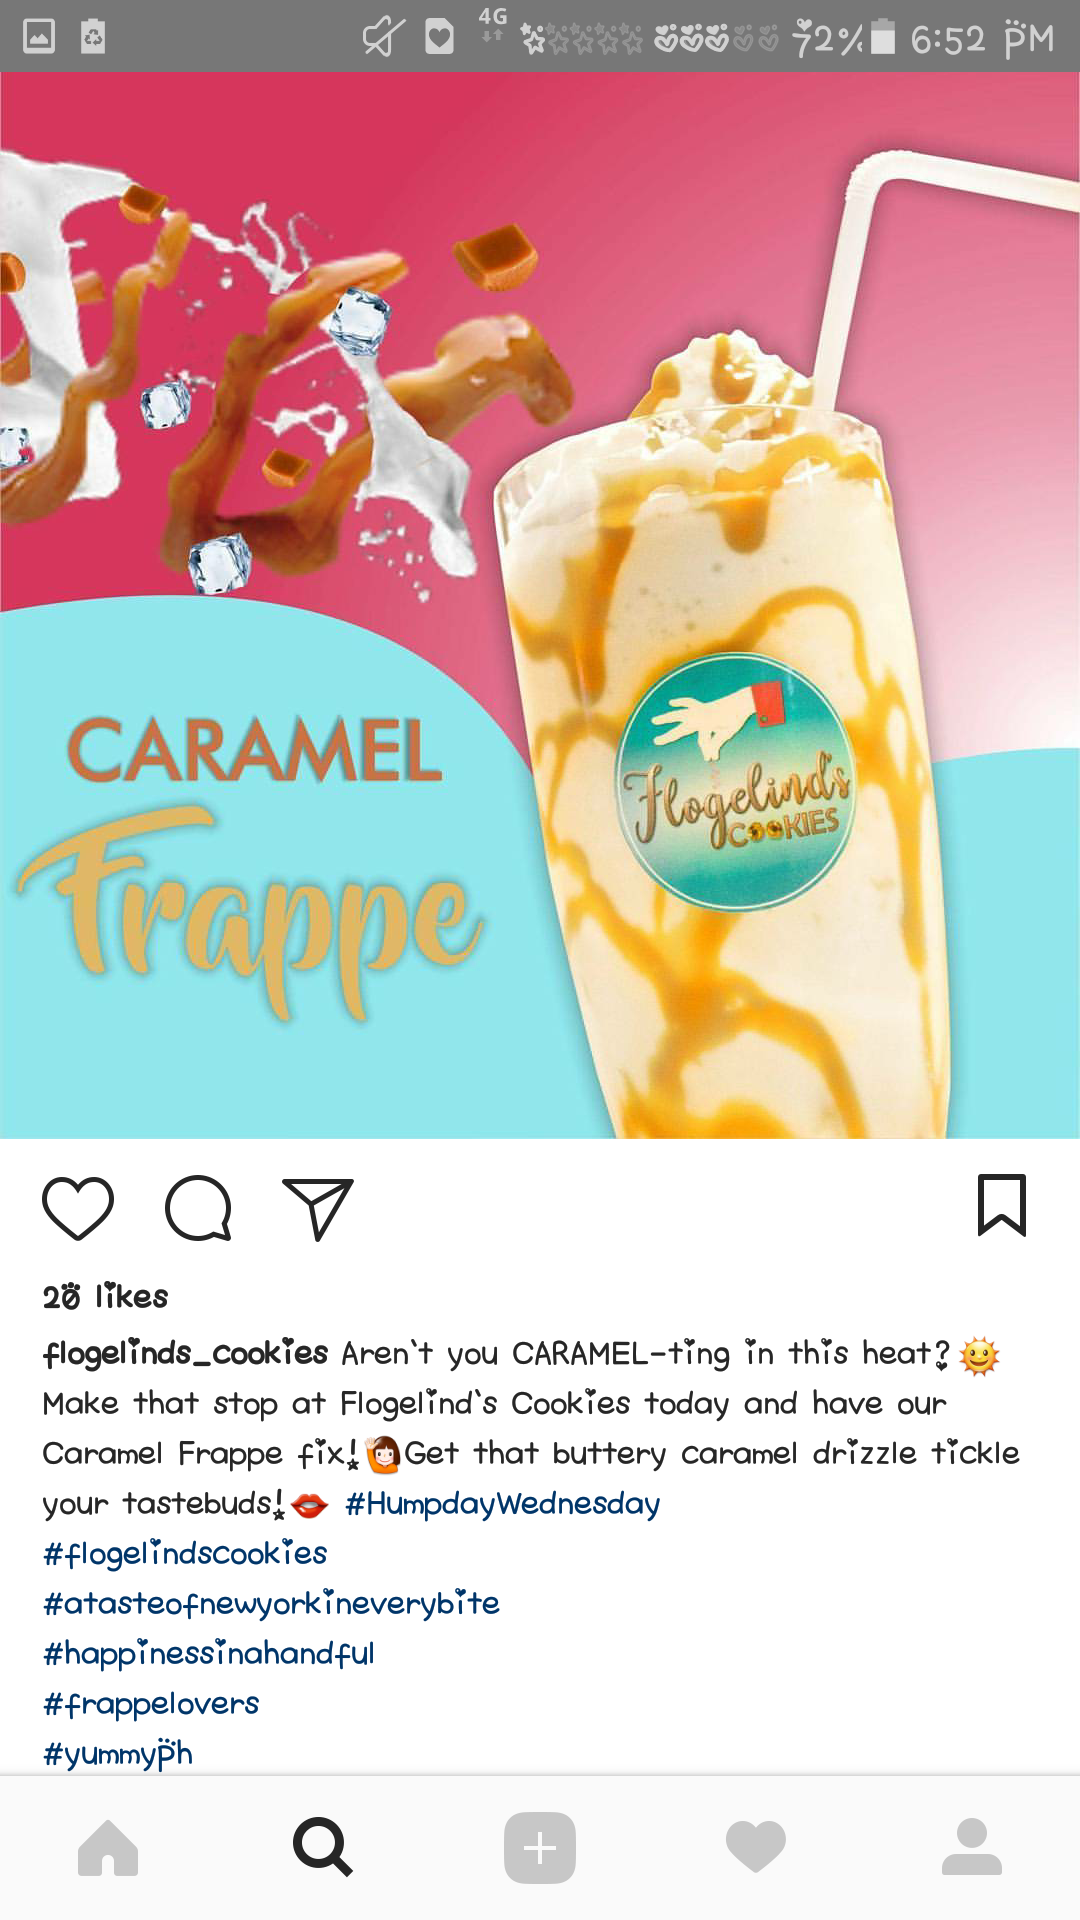 4G 72% 6:52 PM
CARAMEL
Frappe
Flogelind's
COOKIES
20 likes
flogelinds_cookies Aren't you CARAMEL-ting in this heat?🌞
Make that stop at Flogelind's Cookies today and have our
Caramel Frappe fix!🙋Get that buttery caramel drizzle tickle
your tastebuds!👄 #HumpdayWednesday
#flogelindscookies
#atasteofnewyorkineverybite
#happinessinahandful
#frappelovers
#yummyPh